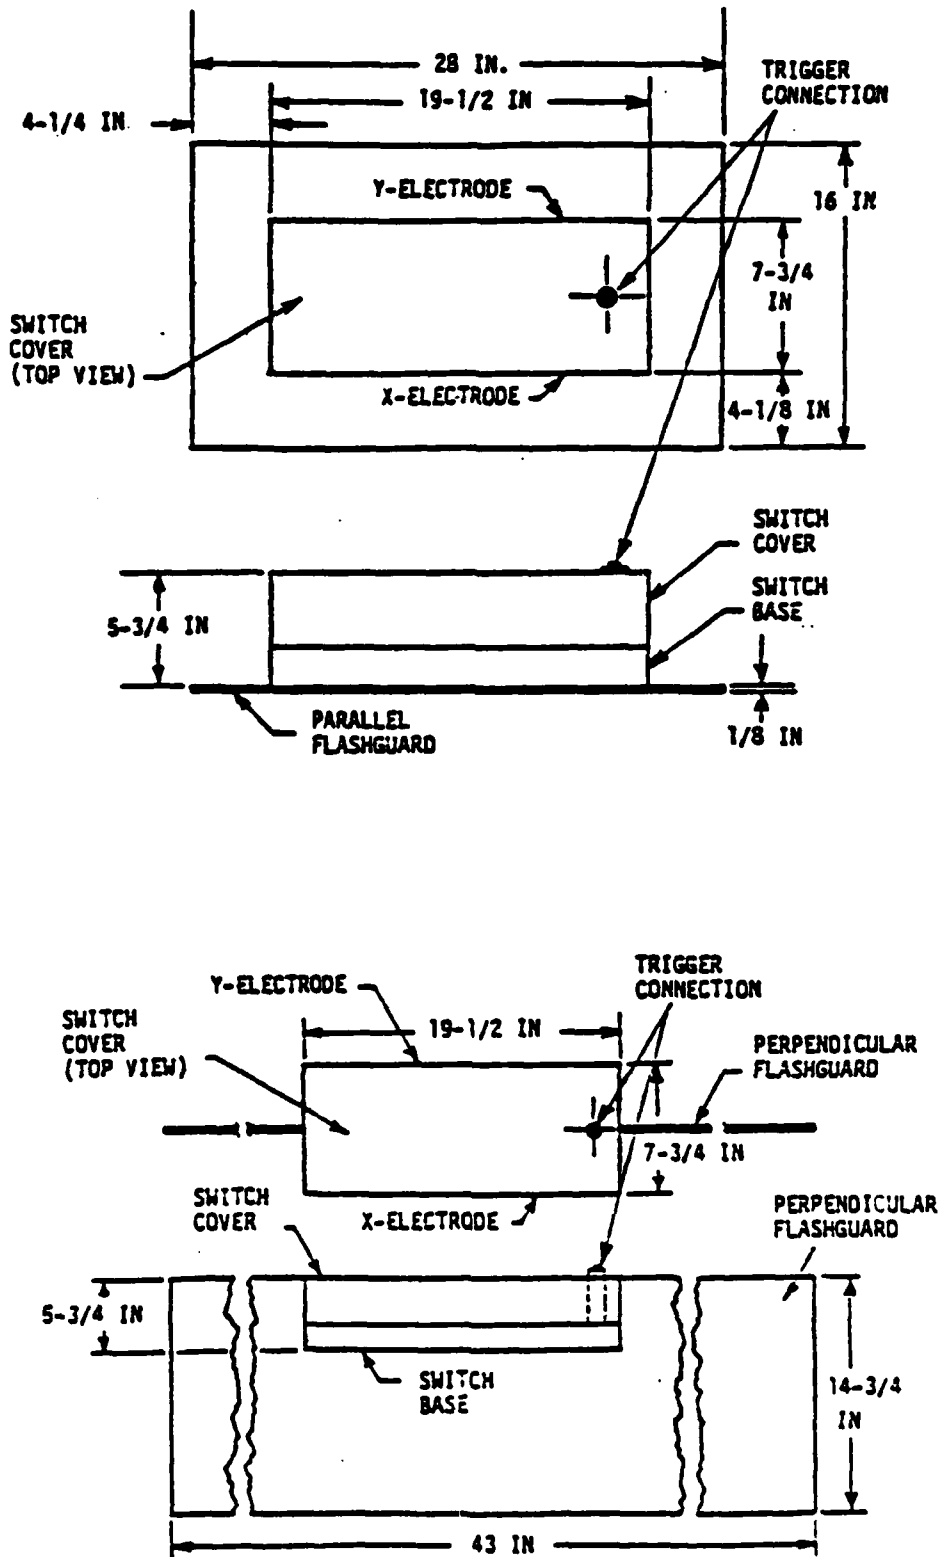 28 IN.
19-1/2 IN
4-1/4 IN
TRIGGER
CONNECTION
Y-ELECTRODE
16 IN
7-3/4
IN
SWITCH
COVER
(TOP VIEW)
X-ELECTRODE
4-1/8 IN
SWITCH
COVER
SWITCH
BASE
5-3/4 IN
PARALLEL
FLASHGUARD
1/8 IN
Y-ELECTRODE
TRIGGER
CONNECTION
SWITCH
COVER
(TOP VIEW)
19-1/2 IN
PERPENDICULAR
FLASHGUARD
7-3/4 IN
SWITCH
COVER
X-ELECTRODE
PERPENDICULAR
FLASHGUARD
5-3/4 IN
SWITCH
BASE
14-3/4
IN
43 IN